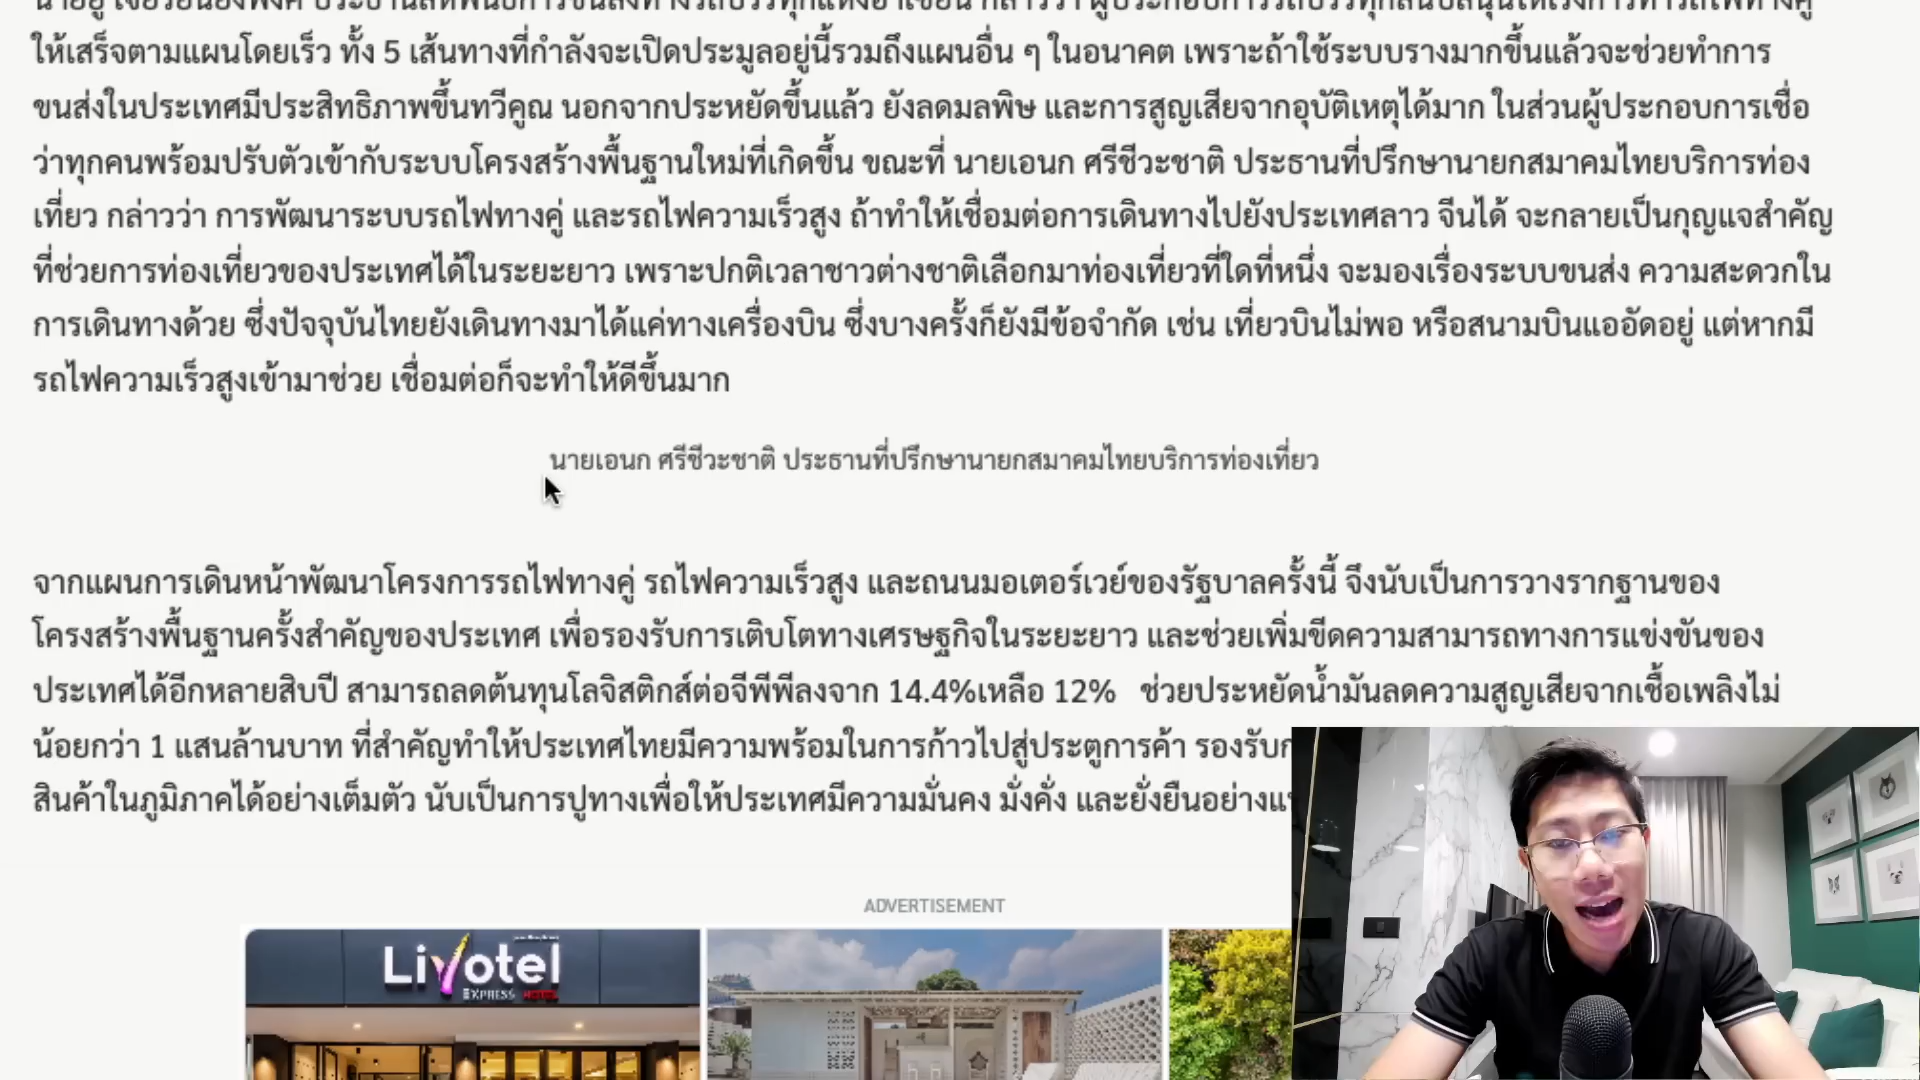 ให้เสร็จตามแผนโดยเร็ว ทั้ง 5 เส้นทางที่กำลังจะเปิดประมูลอยู่นี้รวมถึงแผนอื่น ๆ ในอนาคต เพราะถ้าใช้ระบบรางมากขึ้นแล้วจะช่วยทำการ
ขนส่งในประเทศมีประสิทธิภาพขึ้นทวีคูณ นอกจากประหยัดขึ้นแล้ว ยังลดมลพิษ และการสูญเสียจากอุบัติเหตุได้มาก ในส่วนผู้ประกอบการเชื่อ
ว่าทุกคนพร้อมปรับตัวเข้ากับระบบโครงสร้างพื้นฐานใหม่ที่เกิดขึ้น ขณะที่ นายเอนก ศรีชีวะชาติ ประธานที่ปรึกษานายกสมาคมไทยบริการท่อง
เที่ยว กล่าวว่า การพัฒนาระบบรถไฟทางคู่ และรถไฟความเร็วสูง ถ้าทำให้เชื่อมต่อการเดินทางไปยังประเทศลาว จีนได้ จะกลายเป็นกุญแจสำคัญ
ที่ช่วยการท่องเที่ยวของประเทศได้ในระยะยาว เพราะปกติเวลาชาวต่างชาติเลือกมาท่องเที่ยวที่ใดที่หนึ่ง จะมองเรื่องระบบขนส่ง ความสะดวกใน
การเดินทางด้วย ซึ่งปัจจุบันไทยยังเดินทางมาได้แค่ทางเครื่องบิน ซึ่งบางครั้งก็ยังมีข้อจำกัด เช่น เที่ยวบินไม่พอ หรือสนามบินแออัดอยู่ แต่หากมี
รถไฟความเร็วสูงเข้ามาช่วย เชื่อมต่อก็จะทำให้ดีขึ้นมาก
นายเอนก ศรีชีวะชาติ ประธานที่ปรึกษานายกสมาคมไทยบริการท่องเที่ยว
จากแผนการเดินหน้าพัฒนาโครงการรถไฟทางคู่ รถไฟความเร็วสูง และถนนมอเตอร์เวย์ของรัฐบาลครั้งนี้ จึงนับเป็นการวางรากฐานของ
โครงสร้างพื้นฐานครั้งสำคัญของประเทศ เพื่อรองรับการเติบโตทางเศรษฐกิจในระยะยาว และช่วยเพิ่มขีดความสามารถทางการแข่งขันของ
ประเทศได้อีกหลายสิบปี สามารถลดต้นทุนโลจิสติกส์ต่อจีพีพีลงจาก 14.4%เหลือ 12% ช่วยประหยัดน้ำมันลดความสูญเสียจากเชื้อเพลิงไม่
น้อยกว่า 1 แสนล้านบาท ที่สำคัญทำให้ประเทศไทยมีความพร้อมในการก้าวไปสู่ประตูการค้า รองรับ
สินค้าในภูมิภาคได้อย่างเต็มตัว นับเป็นการปูทางเพื่อให้ประเทศมีความมั่นคง มั่งคั่ง และยั่งยืนอย่าง
ADVERTISEMENT
Livotel
EXPRESS HOTEL